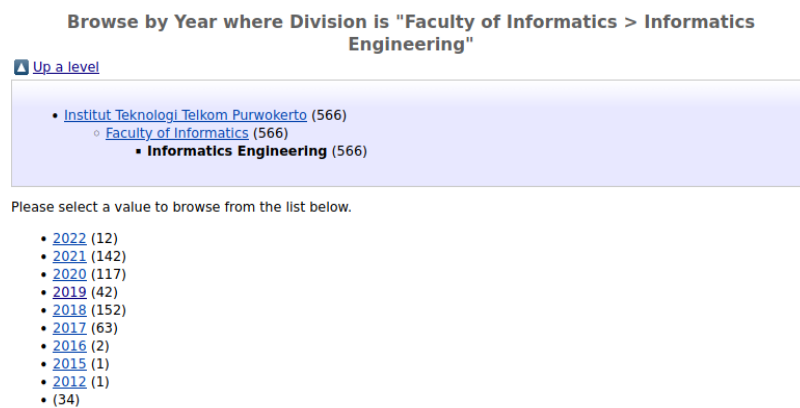 Browse by Year where Division is "Faculty of Informatics > Informatics
Engineering"
Up a level
• Institut Teknologi Telkom Purwokerto (566)
○ Faculty of Informatics (566)
▪ Informatics Engineering (566)
Please select a value to browse from the list below.
• 2022 (12)
• 2021 (142)
• 2020 (117)
• 2019 (42)
• 2018 (152)
• 2017 (63)
• 2016 (2)
• 2015 (1)
• 2012 (1)
• (34)